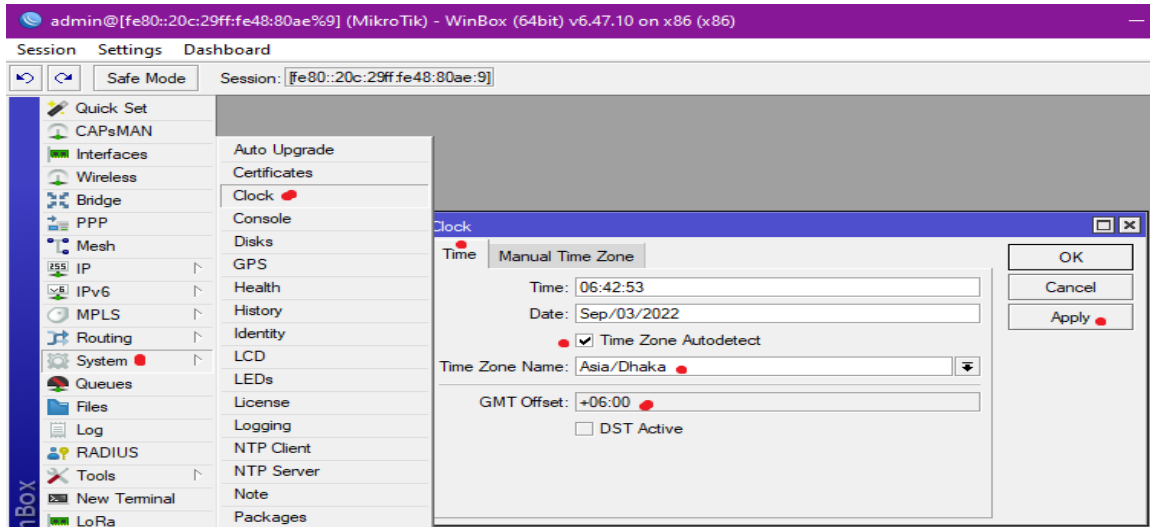 admin@[fe80::20c:29ff:fe48:80ae%9] (MikroTik) - WinBox (64bit) v6.47.10 on x86 (x86)
Session Settings Dashboard
Safe Mode Session: [fe80::20c:29ff:fe48:80ae:9]
Quick Set
CAPsMAN
Interfaces
Wireless
Bridge
PPP
Mesh
IP
IPv6
MPLS
Routing
System
Queues
Files
Log
RADIUS
Tools
New Terminal
LoRa
Auto Upgrade
Certificates
Clock
Console
Disks
GPS
Health
History
Identity
LCD
LEDs
License
Logging
NTP Client
NTP Server
Note
Packages
Clock
Time Manual Time Zone
Time: 06:42:53
Date: Sep/03/2022
Time Zone Autodetect
Time Zone Name: Asia/Dhaka
GMT Offset: +06:00
DST Active
OK
Cancel
Apply